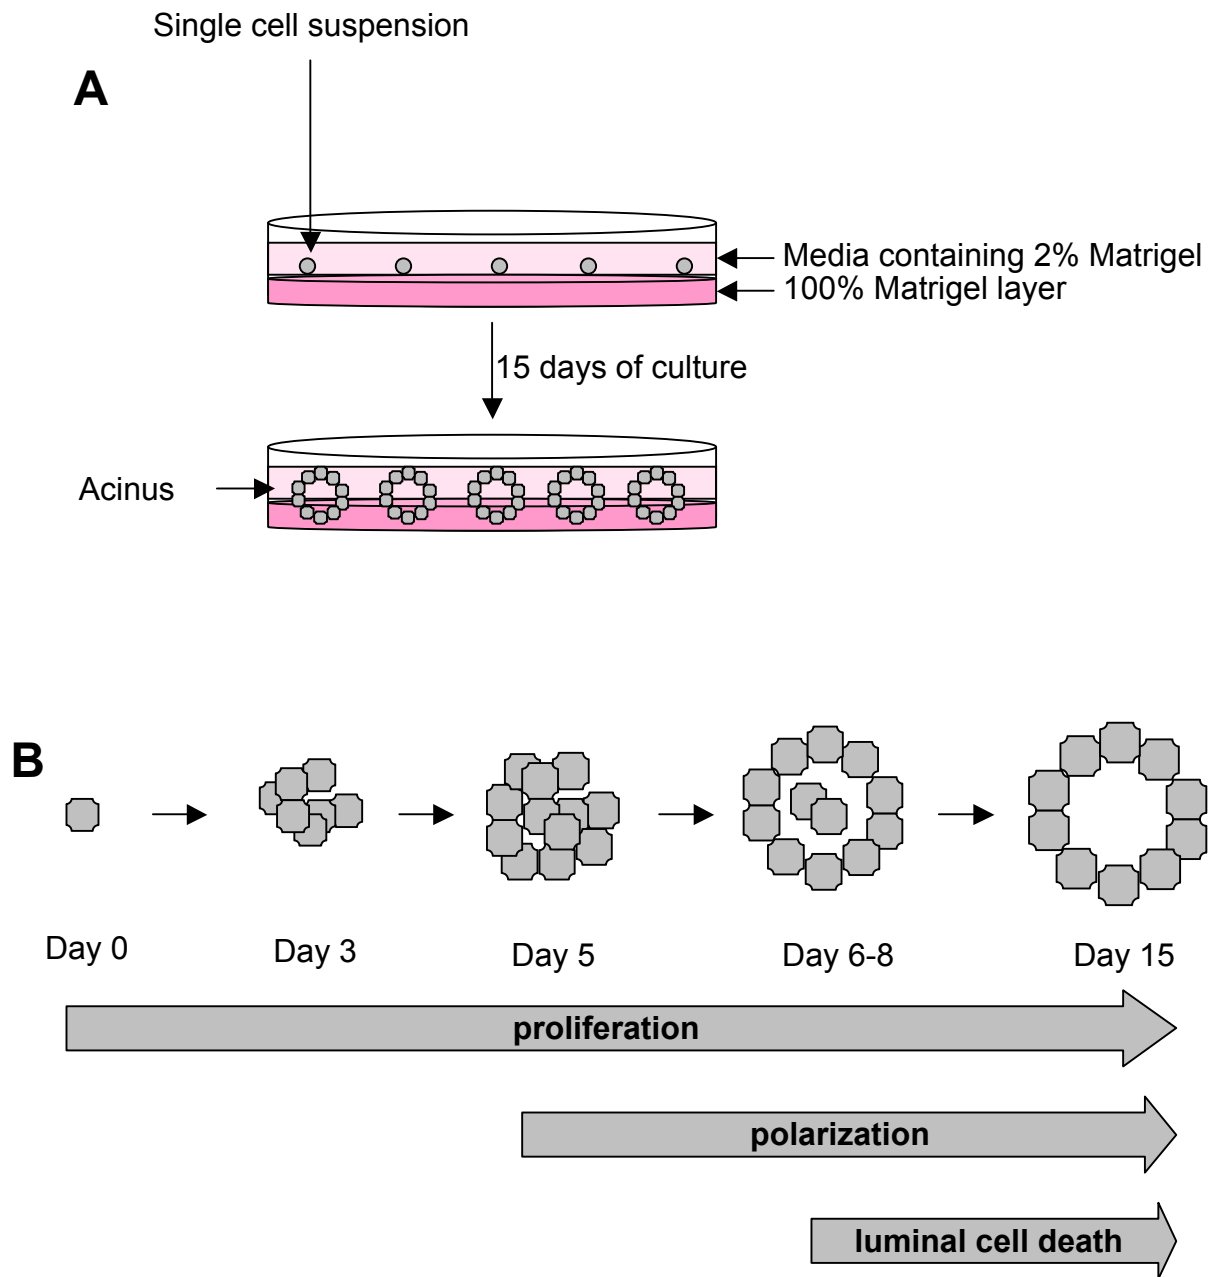 Single cell suspension
A
Media containing 2% Matrigel
100% Matrigel layer
15 days of culture
Acinus
B
Day 0
Day 3
Day 5
Day 6-8
Day 15
proliferation
polarization
luminal cell death